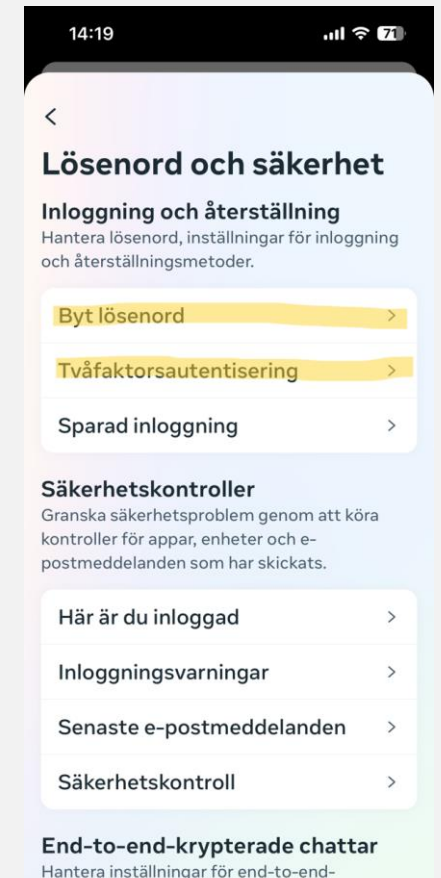 14:19
71
Lösenord och säkerhet
Inloggning och återställning
Hantera lösenord, inställningar för inloggning
och återställningsmetoder.
Byt lösenord
Tvåfaktorsautentisering
Sparad inloggning
Säkerhetskontroller
Granska säkerhetsproblem genom att köra
kontroller för appar, enheter och e-
postmeddelanden som har skickats.
Här är du inloggad
Inloggningsvarningar
Senaste e-postmeddelanden
Säkerhetskontroll
End-to-end-krypterade chattar
Hantera inställningar för end-to-end-